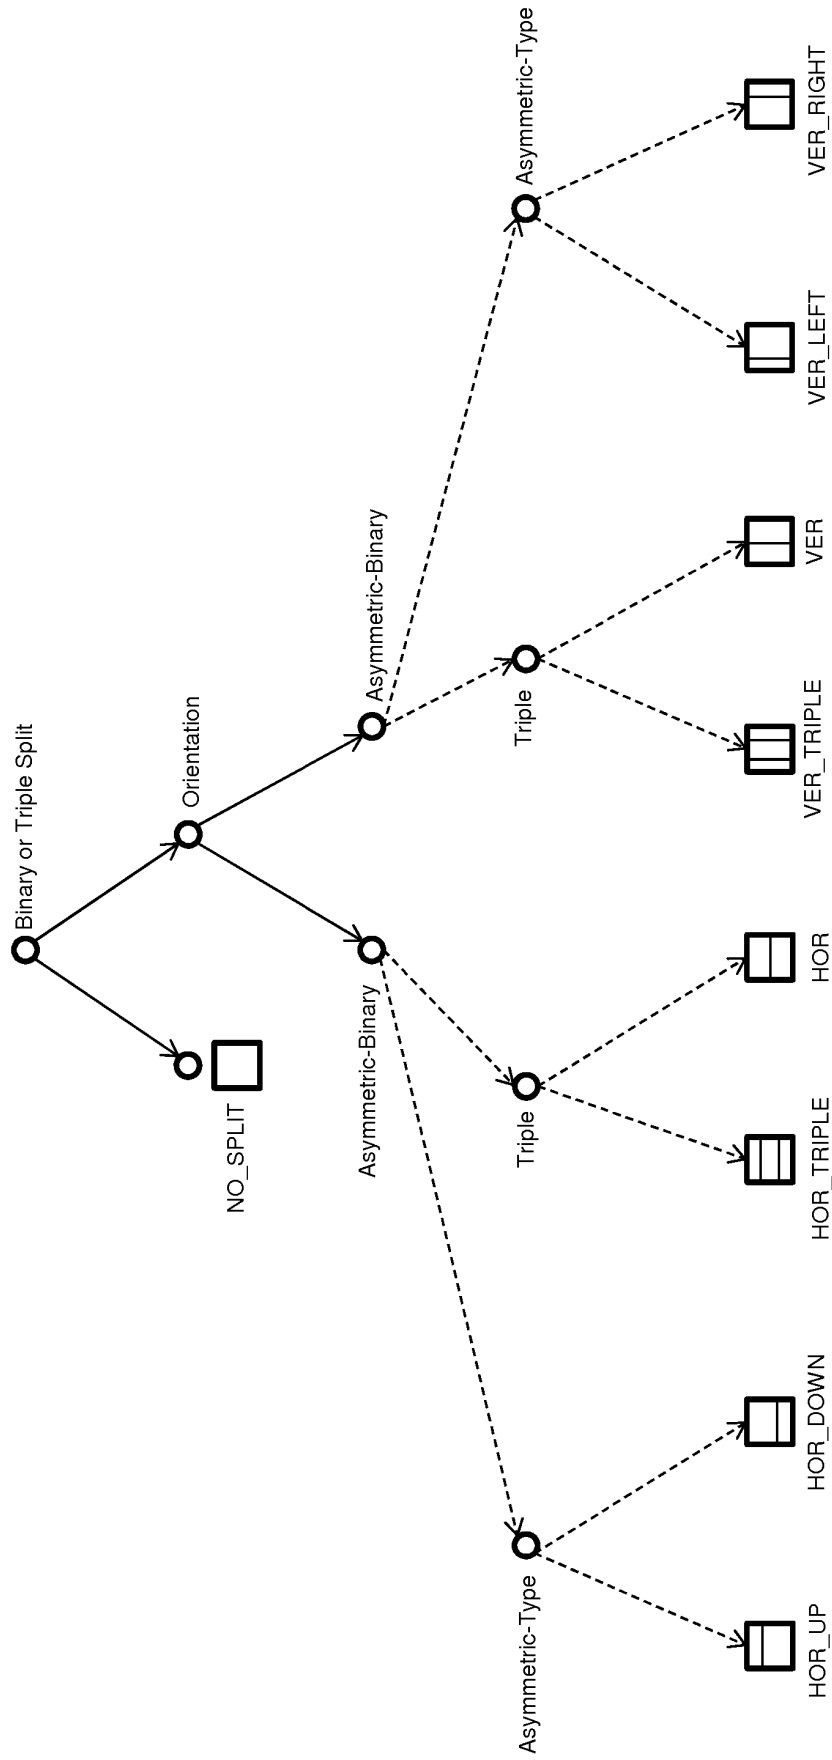 Binary or Triple Split
NO_SPLIT
Orientation
Asymmetric-Binary
Asymmetric-Binary
Asymmetric-Type
Triple
Triple
Asymmetric-Type
HOR_UP
HOR_DOWN
HOR_TRIPLE
HOR
VER_TRIPLE
VER
VER_LEFT
VER_RIGHT